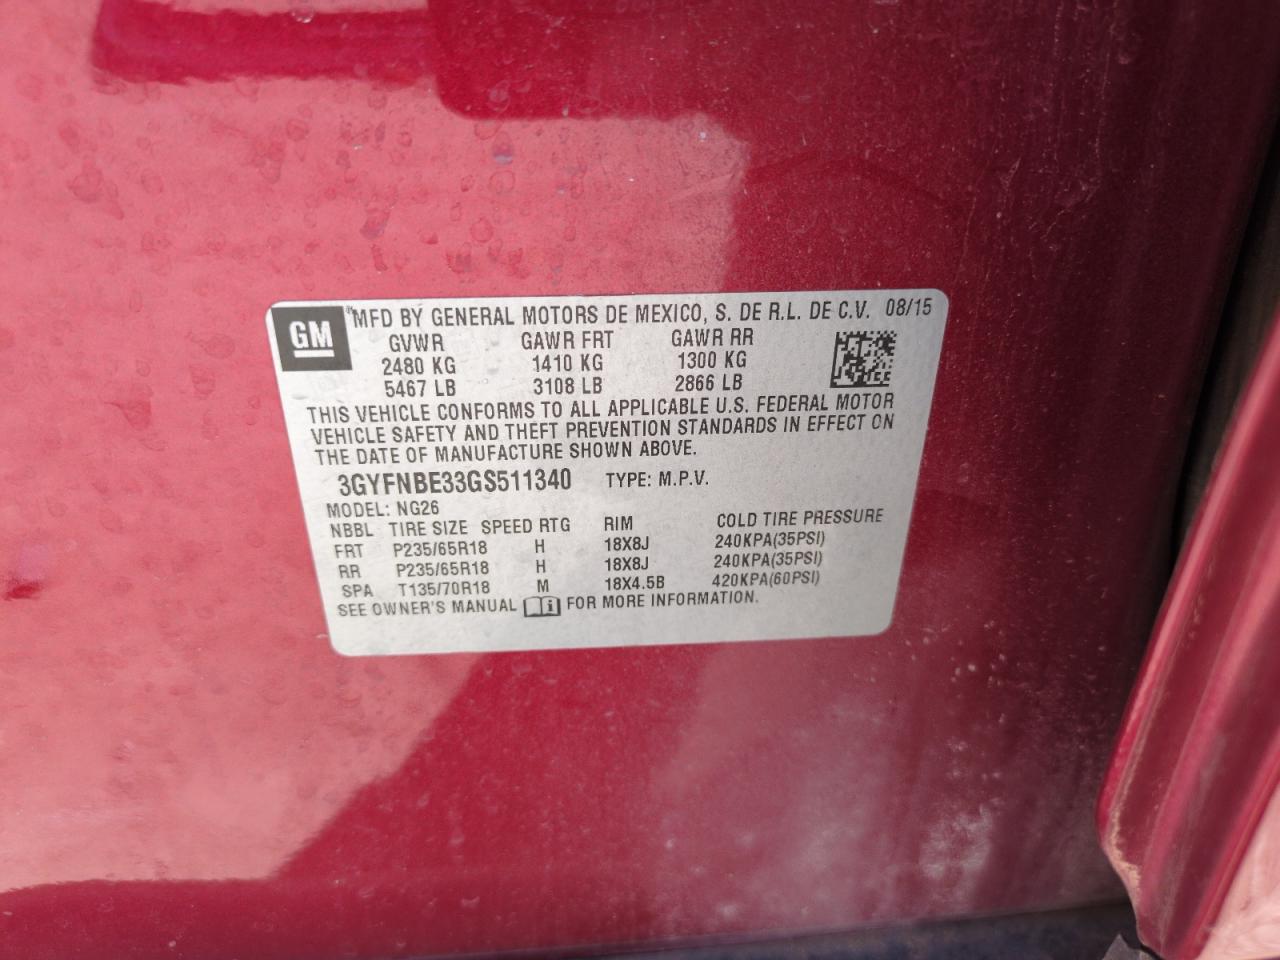 GM ®MFD BY GENERAL MOTORS DE MEXICO, S. DE R.L. DE C.V. 08/15
GVWR GAWR FRT GAWR RR
2480 KG 1410 KG 1300 KG
5467 LB 3108 LB 2866 LB
THIS VEHICLE CONFORMS TO ALL APPLICABLE U.S. FEDERAL MOTOR
VEHICLE SAFETY AND THEFT PREVENTION STANDARDS IN EFFECT ON
THE DATE OF MANUFACTURE SHOWN ABOVE.
3GYFNBE33GS511340 TYPE: M.P.V.
MODEL: NG26
NBBL TIRE SIZE SPEED RTG RIM COLD TIRE PRESSURE
FRT P235/65R18 H 18X8J 240KPA(35PSI)
RR P235/65R18 H 18X8J 240KPA(35PSI)
SPA T135/70R18 M 18X4.5B 420KPA(60PSI)
SEE OWNER'S MANUAL i FOR MORE INFORMATION.